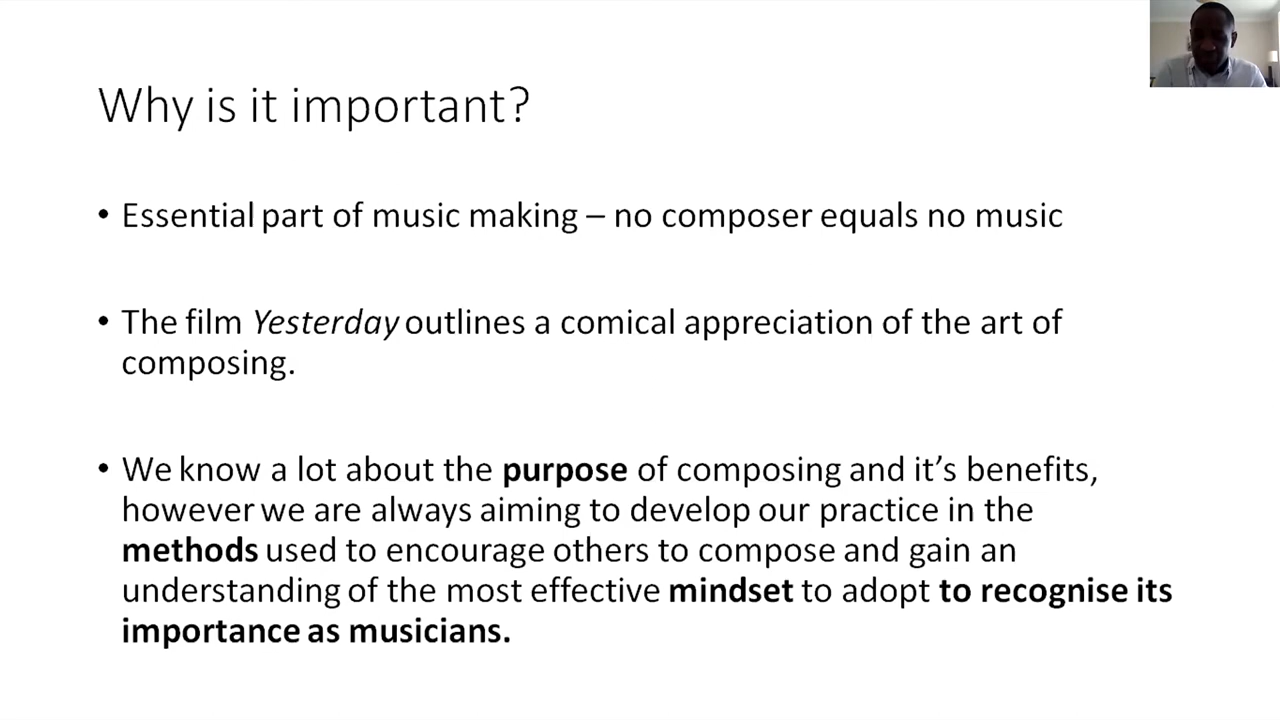 Why is it important?
• Essential part of music making – no composer equals no music
• The film Yesterday outlines a comical appreciation of the art of
composing.
• We know a lot about the purpose of composing and it’s benefits,
however we are always aiming to develop our practice in the
methods used to encourage others to compose and gain an
understanding of the most effective mindset to adopt to recognise its
importance as musicians.